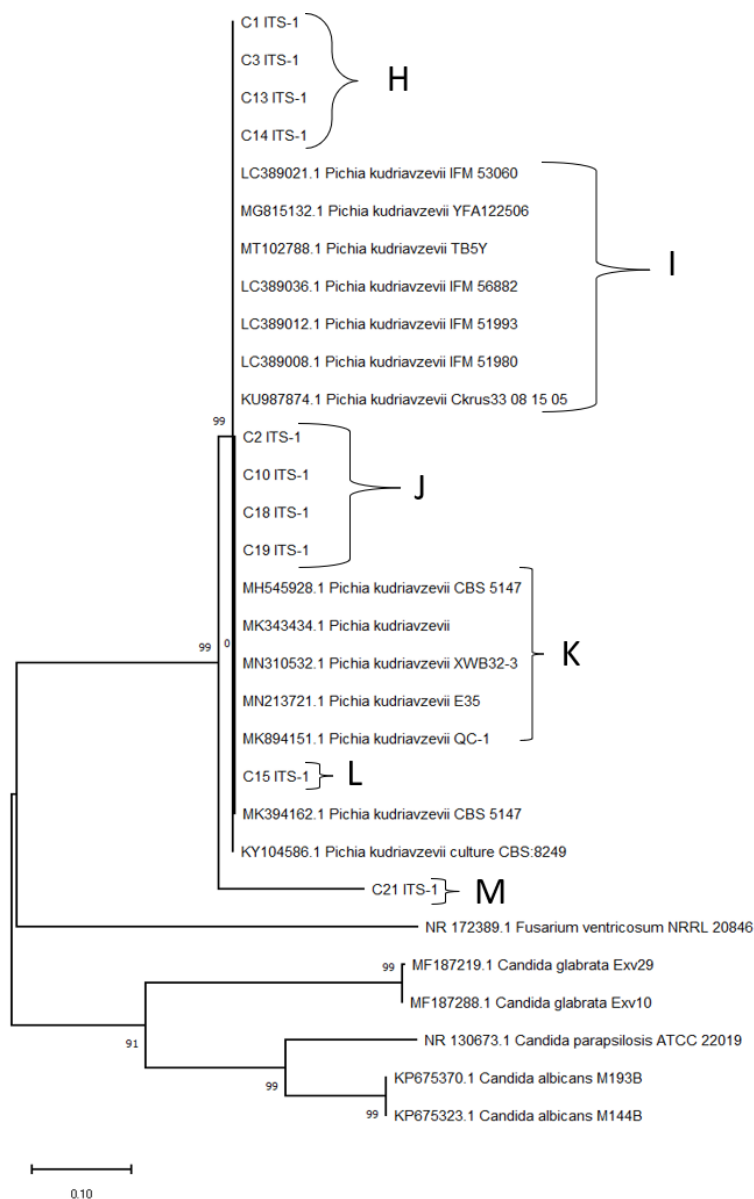 C1 ITS-1
C3 ITS-1
H
C13 ITS-1
C14 ITS-1
LC389021.1 Pichia kudriavzevii IFM 53060
MG815132.1 Pichia kudriavzevii YFA122506
MT102788.1 Pichia kudriavzevii TB5Y
I
LC389036.1 Pichia kudriavzevii IFM 56882
LC389012.1 Pichia kudriavzevii IFM 51993
LC389008.1 Pichia kudriavzevii IFM 51980
KU987874.1 Pichia kudriavzevii Ckrus33 08 15 05
99
C2 ITS-1
C10 ITS-1
J
C18 ITS-1
C19 ITS-1
MH545928.1 Pichia kudriavzevii CBS 5147
MK343434.1 Pichia kudriavzevii
99
0
K
MN310532.1 Pichia kudriavzevii XWB32-3
MN213721.1 Pichia kudriavzevii E35
MK894151.1 Pichia kudriavzevii QC-1
C15 ITS-1
L
MK394162.1 Pichia kudriavzevii CBS 5147
KY104586.1 Pichia kudriavzevii culture CBS:8249
C21 ITS-1
M
NR 172389.1 Fusarium ventricosum NRRL 20846
99
MF187219.1 Candida glabrata Exv29
MF187288.1 Candida glabrata Exv10
91
NR 130673.1 Candida parapsilosis ATCC 22019
99
KP675370.1 Candida albicans M193B
99
KP675323.1 Candida albicans M144B
0.10